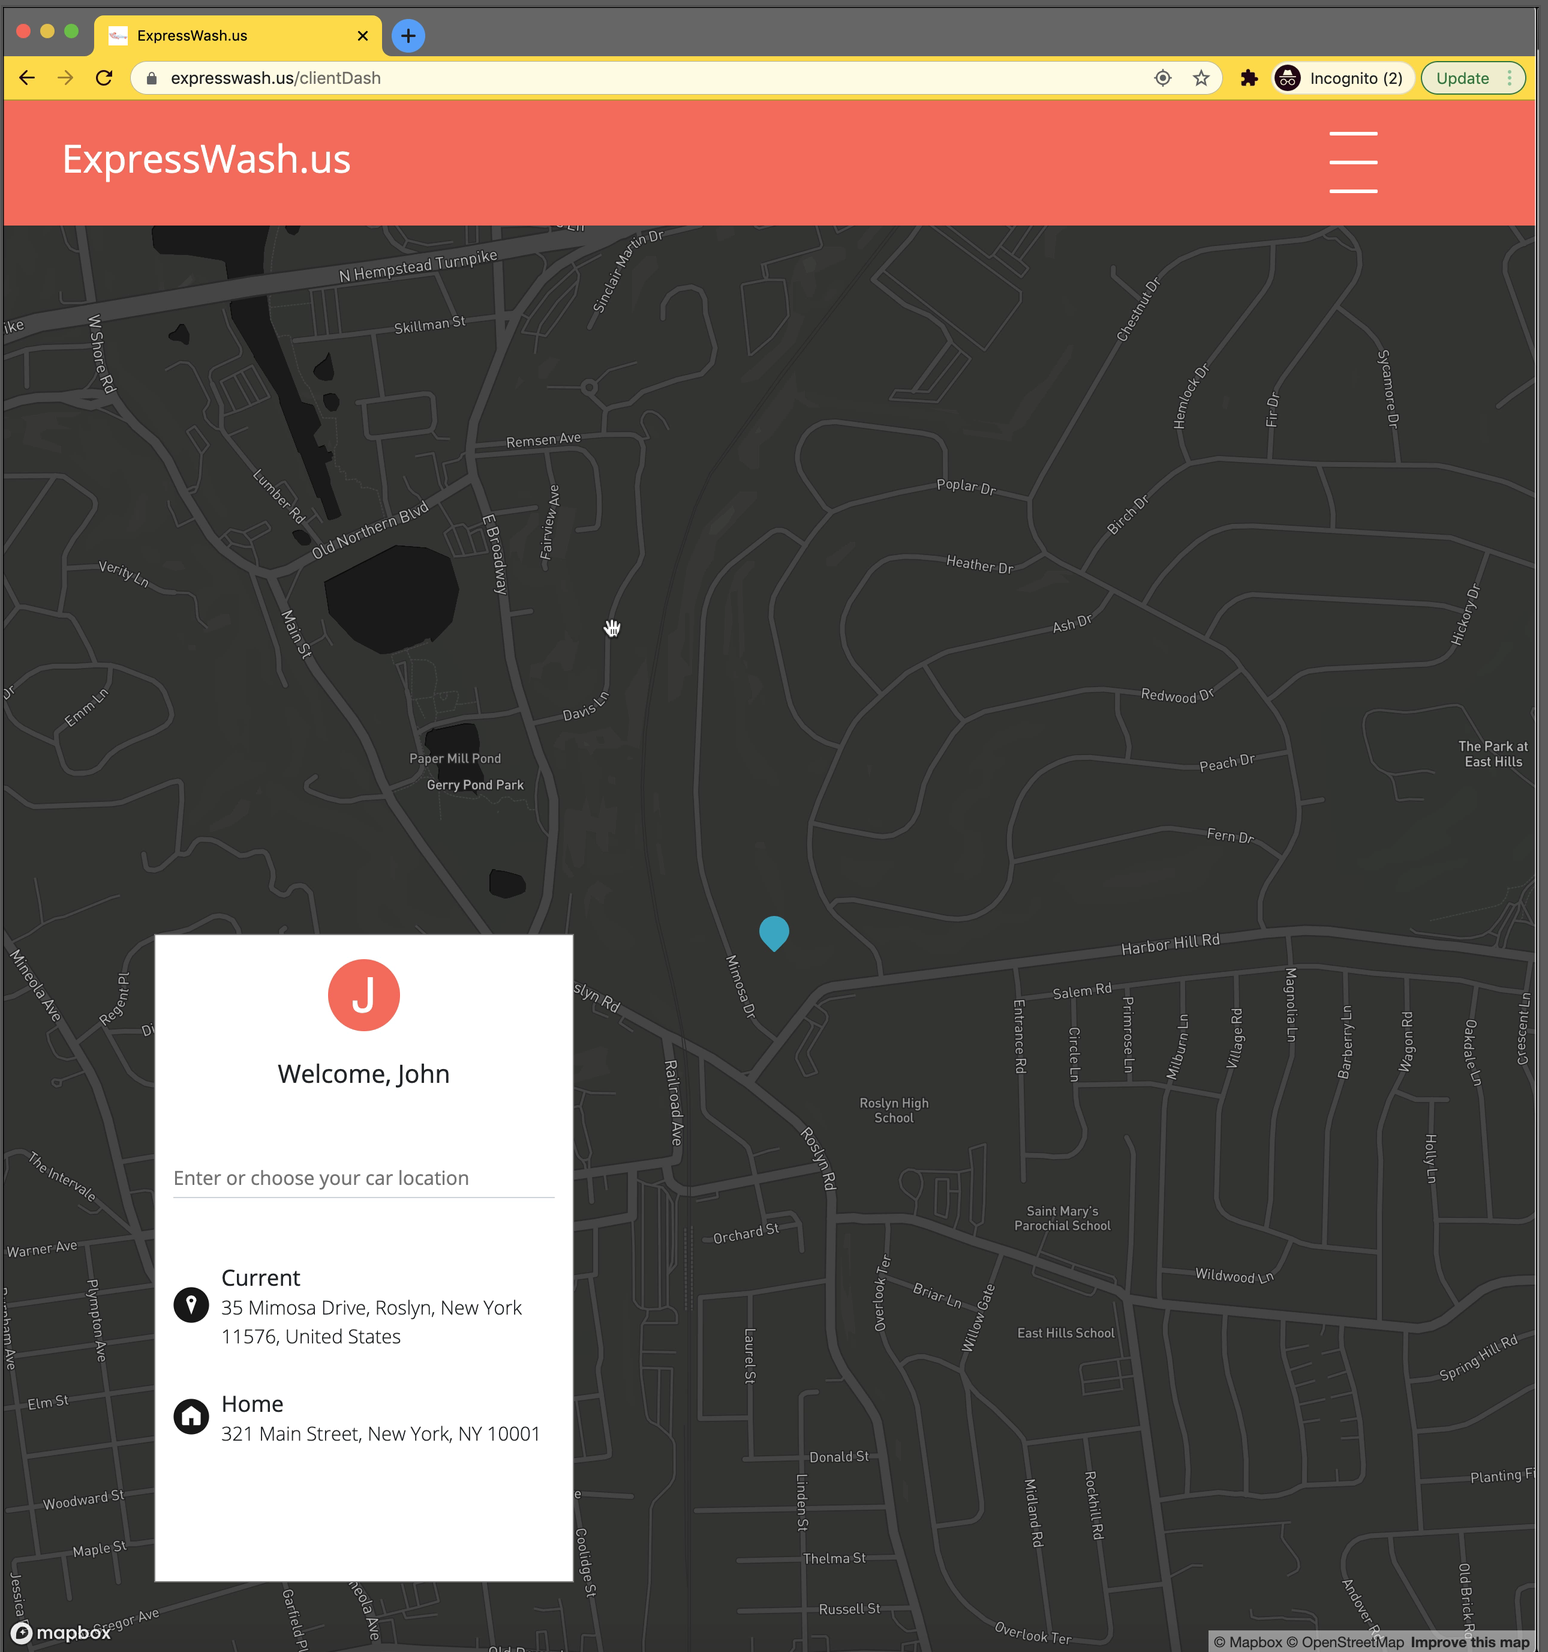 ExpressWash.us
expresswash.us/clientDash
Incognito (2)
Update
ExpressWash.us
N Hempstead Turnpike
Sinclair Martin Dr
Skillman St
W Shore Rd
Chestnut Dr
Hemlock Dr
Fir Dr
Sycamore Dr
Remsen Ave
Lumber Rd
Old Northern Blvd
E Broadway
Fairview Ave
Poplar Dr
Birch Dr
Heather Dr
Verity Ln
Main St
Ash Dr
Hickory Dr
Emm Ln
Davis Ln
Redwood Dr
Paper Mill Pond
Gerry Pond Park
Peach Dr
The Park at
East Hills
Fern Dr
Harbor Hill Rd
Mineola Ave
Regent Pl
Mimosa Dr
Salem Rd
Entrance Rd
Circle Ln
Primrose Ln
Milburn Ln
Village Rd
Magnolia Ln
Barberry Ln
Wagon Rd
Oakdale Ln
Crescent Ln
J
Welcome, John
Enter or choose your car location
Current
35 Mimosa Drive, Roslyn, New York
11576, United States
Home
321 Main Street, New York, NY 10001
Railroad Ave
Roslyn High
School
Roslyn Rd
The Intervale
Holly Ln
Saint Mary's
Parochial School
Orchard St
Warner Ave
Plympton Ave
Overlook Ter
Briar Ln
Willow Gate
Wildwood Ln
East Hills School
Laurel St
Spring Hill Rd
Elm St
Donald St
Linden St
Midland Rd
Rockhill Rd
Woodward St
Maple St
Coolidge St
Thelma St
Russell St
Overlook Ter
Garfield Pl
Andover Rd
Old Brick R
mapbox
© Mapbox © OpenStreetMap Improve this map